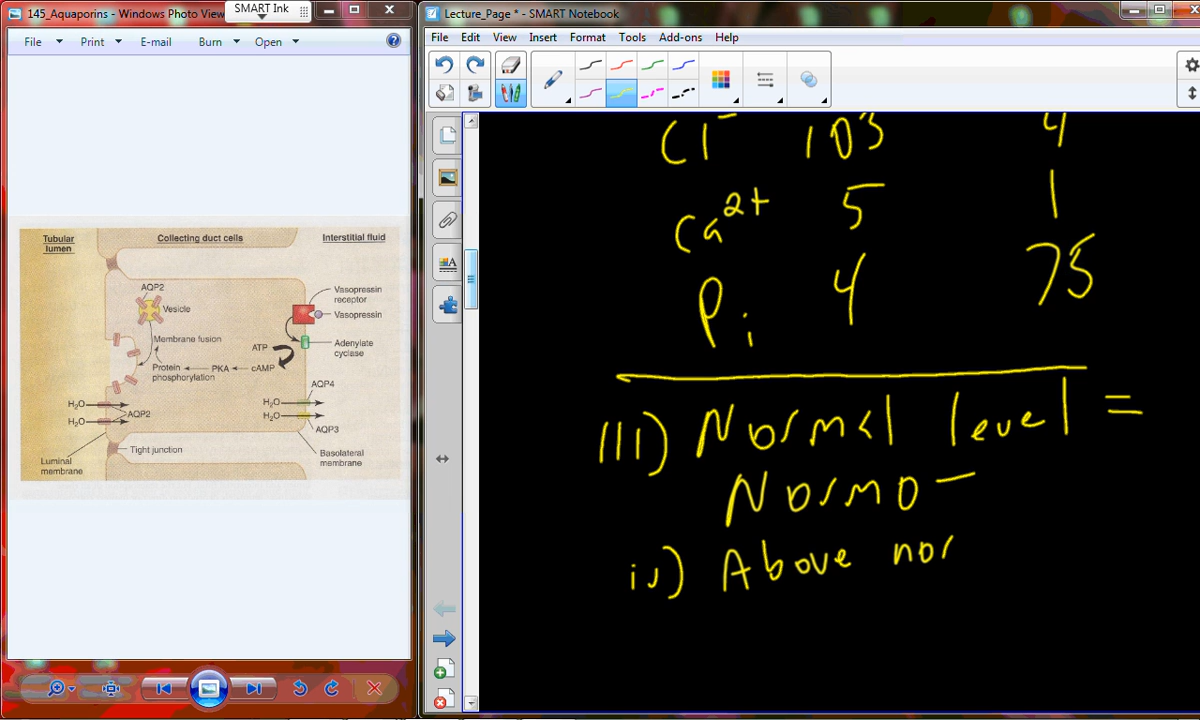 145_Aquaporins - Windows Photo View
SMART Ink
File Print E-mail Burn Open
Tubular lumen
Collecting duct cells
Interstitial fluid
AQP2
Vesicle
Membrane fusion
Protein phosphorylation
PKA
cAMP
ATP
Vasopressin receptor
Vasopressin
Adenylate cyclase
H₂O
H₂O
AQP2
AQP4
H₂O
H₂O
AQP3
Tight junction
Luminal membrane
Basolateral membrane
Lecture_Page * - SMART Notebook
File Edit View Insert Format Tools Add-ons Help
Cl⁻ 103 4
Ca²⁺ 5 1
Pi 4 75
iii) Normal level =
Normo-
iv) Above nor